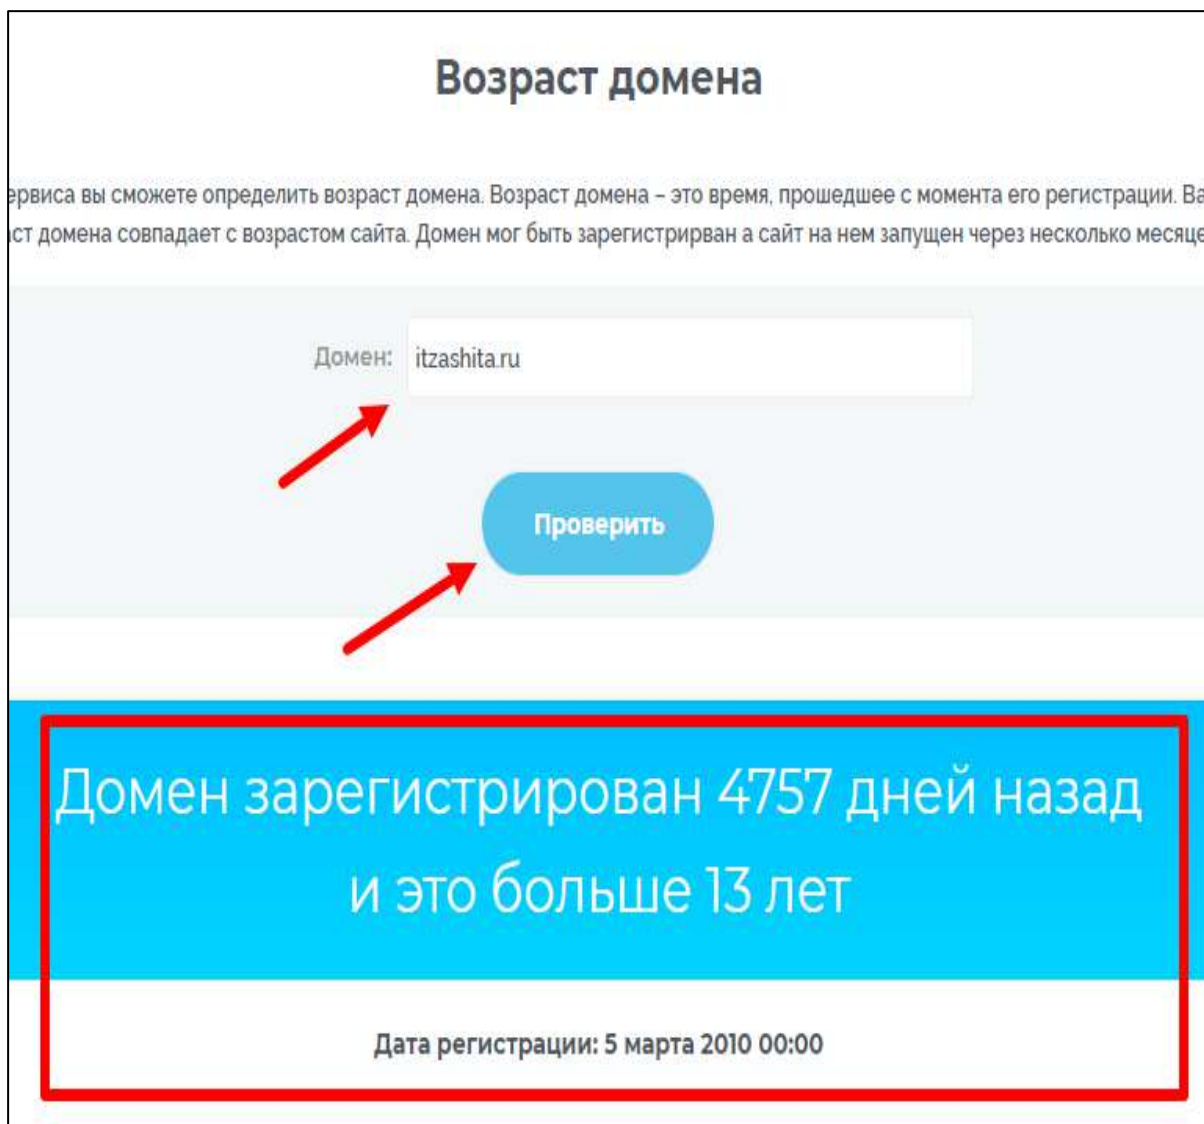 Возраст домена
ервиса вы сможете определить возраст домена. Возраст домена – это время, прошедшее с момента его регистрации. Ва
ст домена совпадает с возрастом сайта. Домен мог быть зарегистрирван а сайт на нем запущен через несколько месяце
Домен: itzashita.ru
Проверить
Домен зарегистрирован 4757 дней назад
и это больше 13 лет
Дата регистрации: 5 марта 2010 00:00